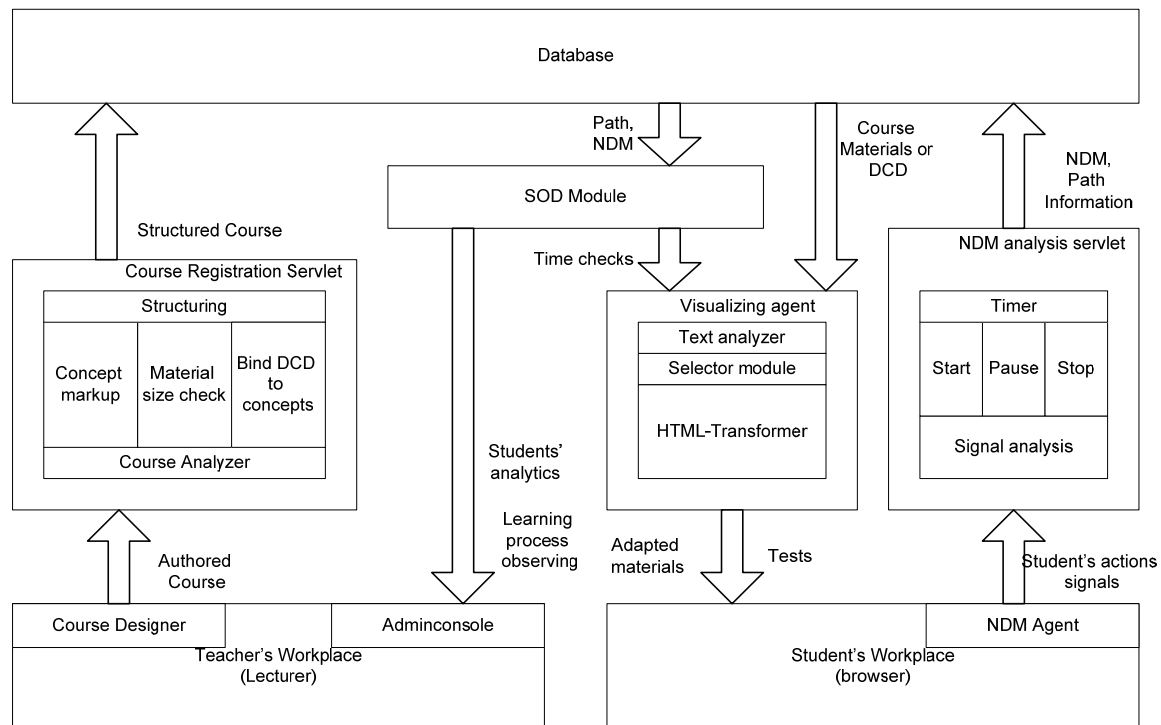 Database
Path,
NDM
Course
Materials or
DCD
NDM,
Path
Information
SOD Module
Structured Course
Time checks
NDM analysis servlet
Course Registration Servlet
Structuring
Concept
markup
Material
size check
Bind DCD
to
concepts
Course Analyzer
Visualizing agent
Text analyzer
Selector module
HTML-Transformer
Timer
Start
Pause
Stop
Signal analysis
Students'
analytics
Learning
process
observing
Authored
Course
Adapted
materials
Tests
Student's actions
signals
Course Designer
Adminconsole
Teacher's Workplace
(Lecturer)
NDM Agent
Student's Workplace
(browser)